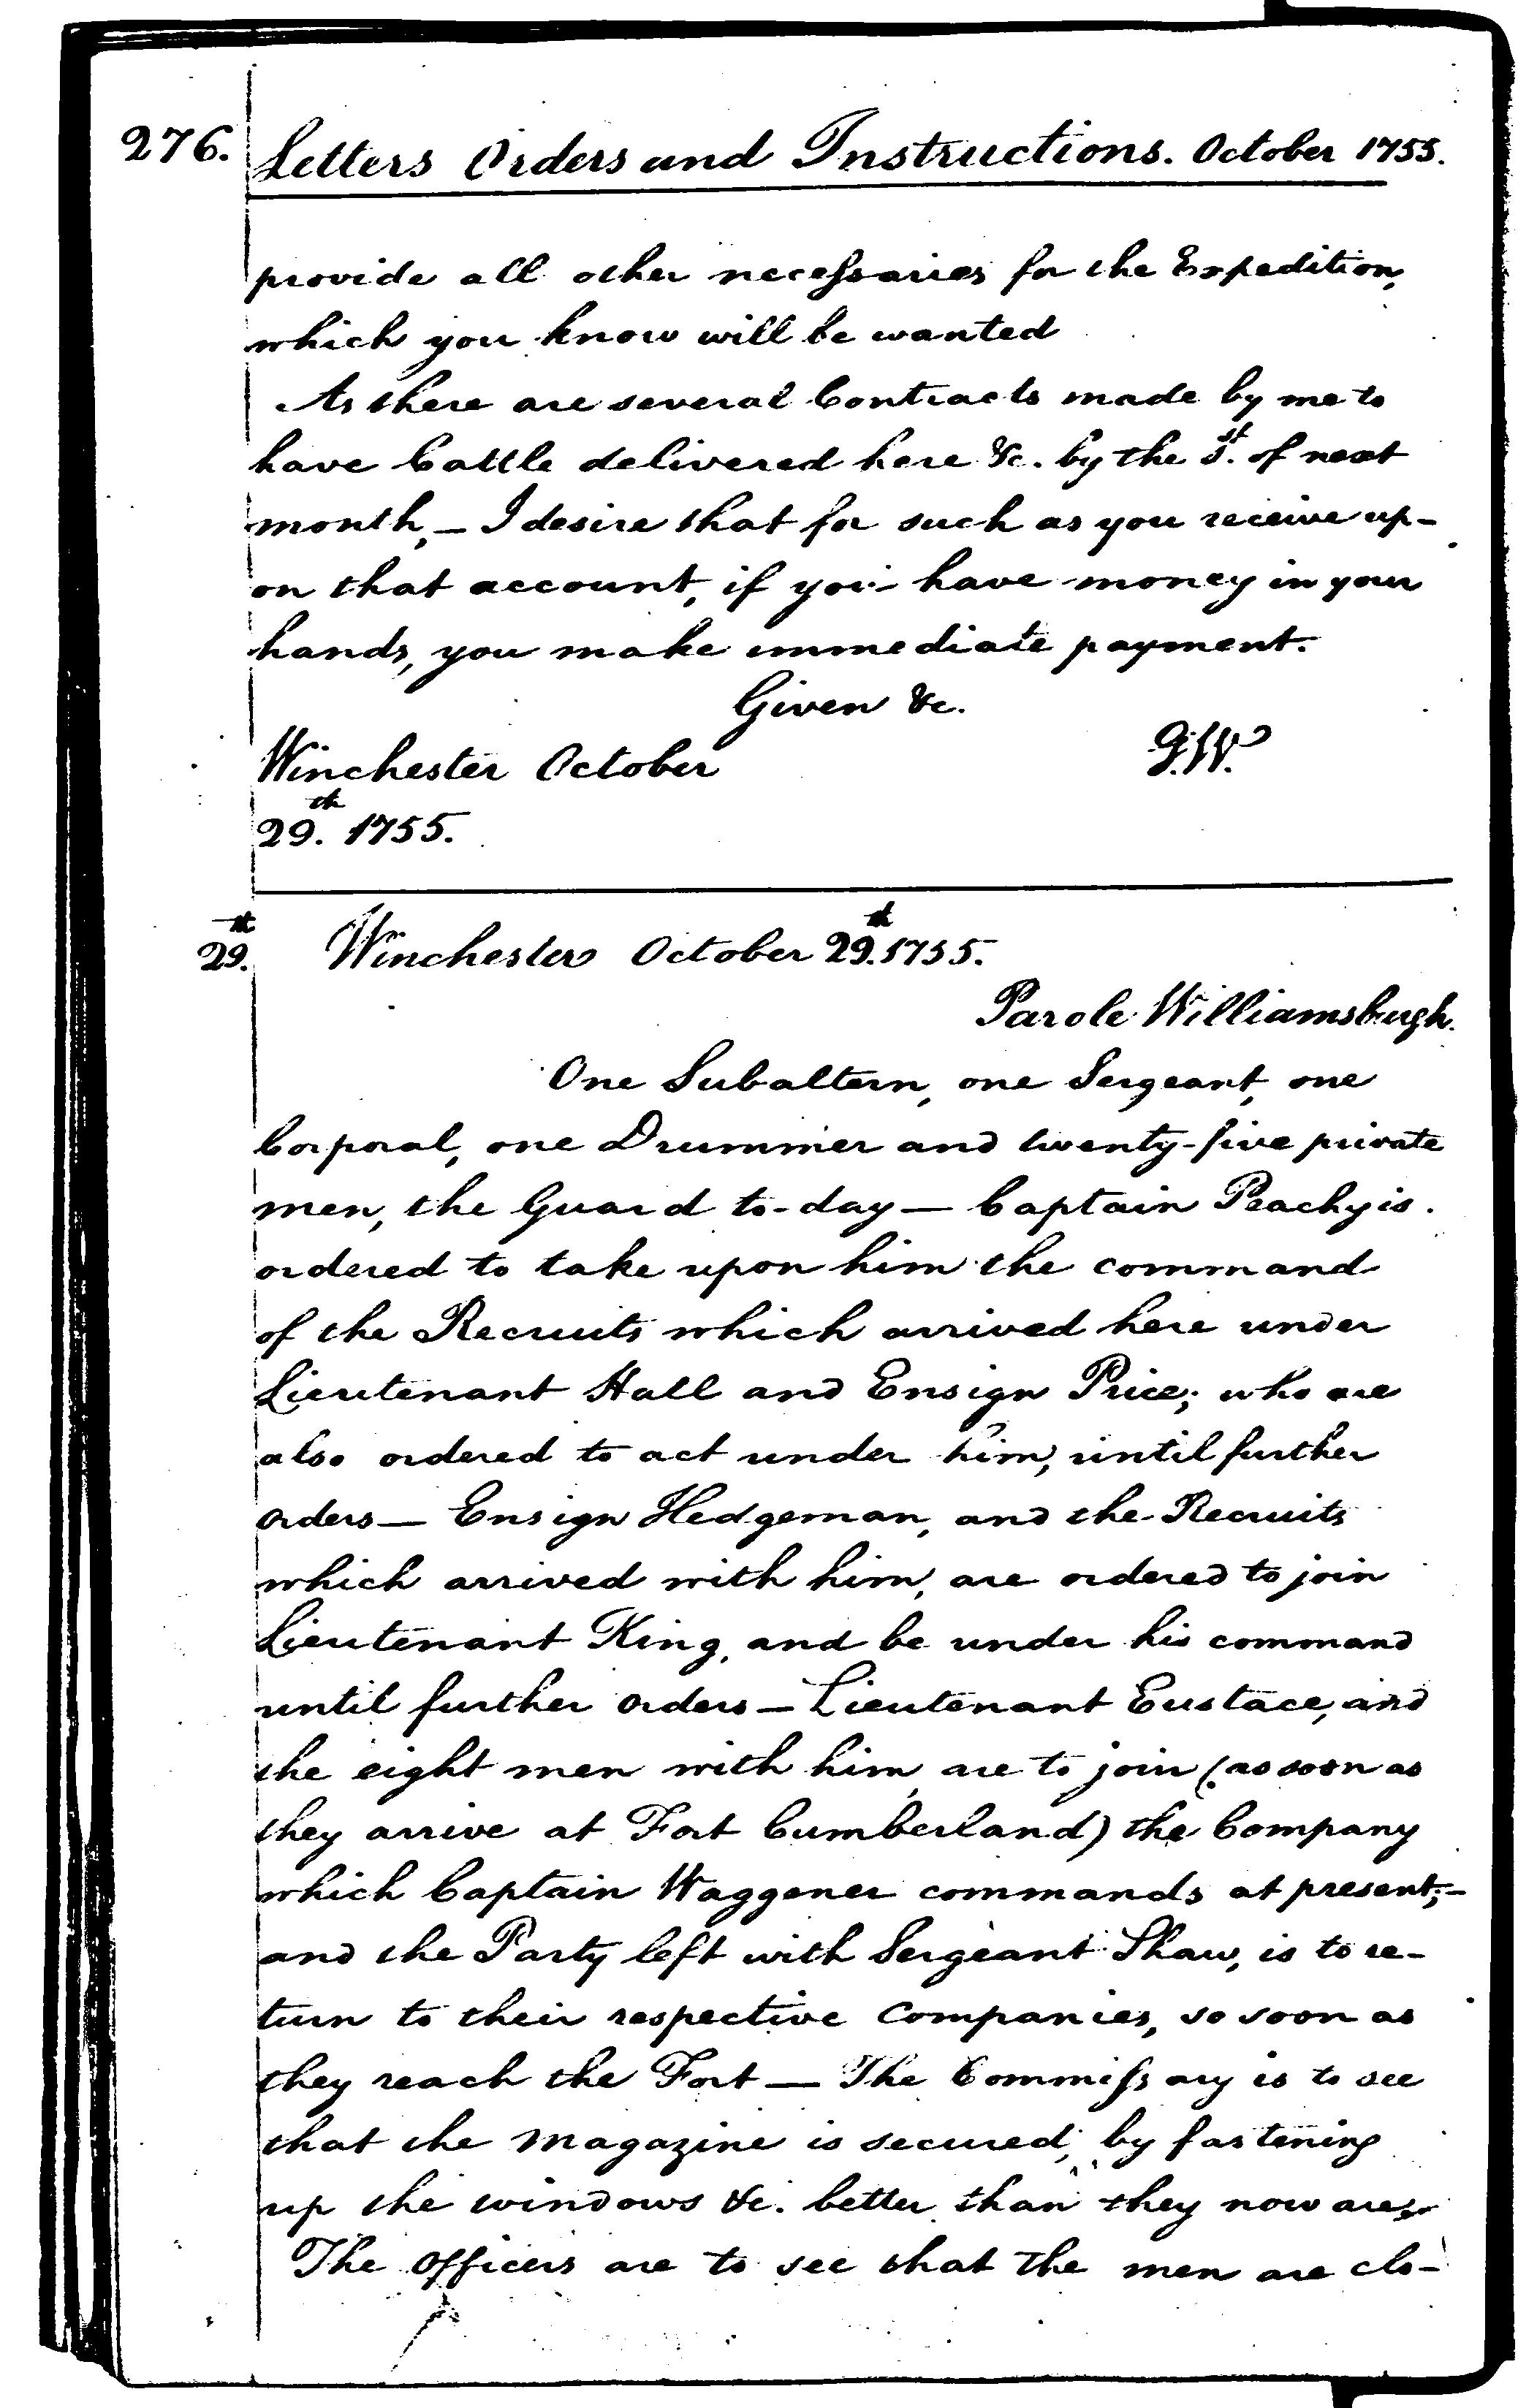 276. Letters Orders and Instructions. October 1755.
provide all other necessaries for the Expedition,
which you know will be wanted
As there are several Contracts made by me to
have Cattle delivered here &c. by the 1st. of next
month,— I desire that for such as you receive up-
on that account, if you have money in your
hands, you make immediate payment.
Given &c.
G:W.
Winchester October
29.th 1755.
29.th Winchester October 29.th 1755.
Parole Williamsburgh.
One Subaltern, one Sergeant, one
Corporal, one Drummer and twenty-five private
men, the Guard to-day — Captain Peachy is
ordered to take upon him the command
of the Recruits which arrived here under
Lieutenant Hall and Ensign Price; who are
also ordered to act under him, until further
orders — Ensign Hedgeman, and the Recruits
which arrived with him, are ordered to join
Lieutenant King, and be under his command
until further orders — Lieutenant Eustace, and
the eight men with him, are to join (as soon as
they arrive at Fort Cumberland) the Company
which Captain Waggener commands at present;—
and the Party left with Sergeant Shaw, is to re-
turn to their respective Companies, so soon as
they reach the Fort — The Commissary is to see
that the magazine is secured, by fastening
up the windows &c. better than they now are,
The Officers are to see that the men are clo-